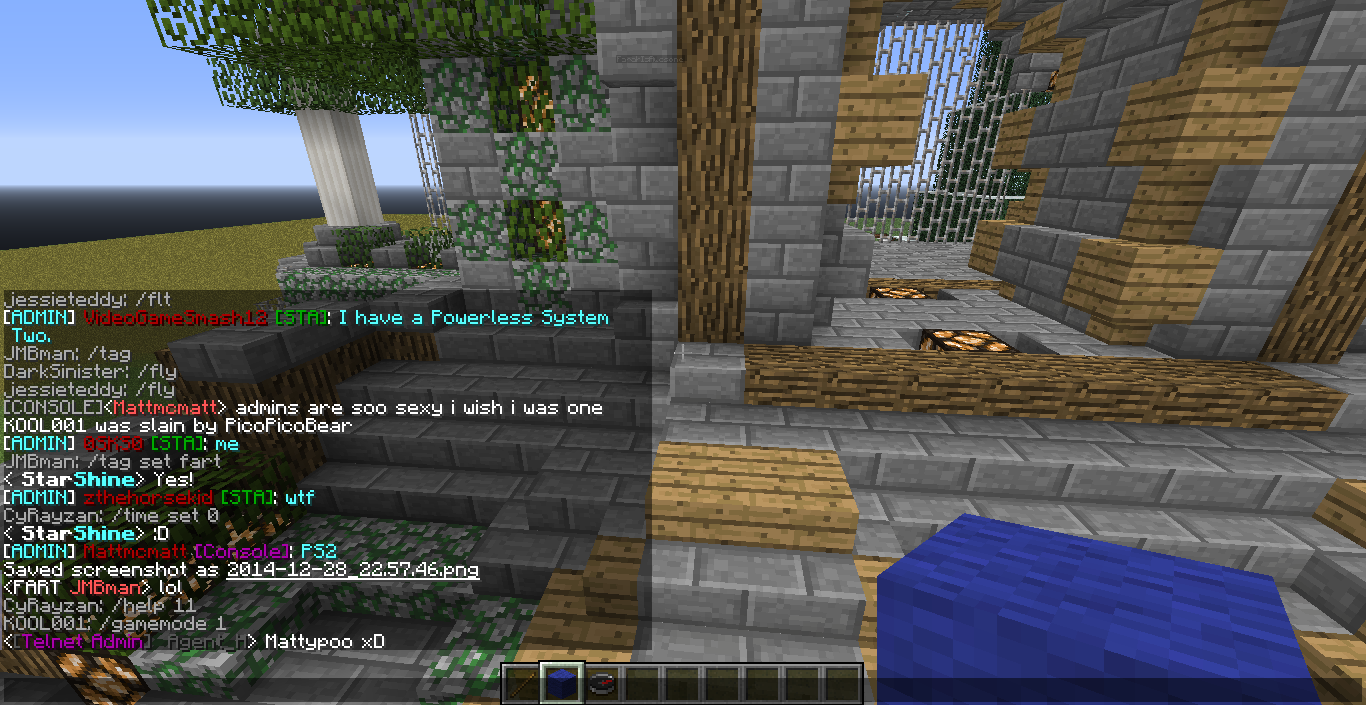 jessieteddy: /flt
[ADMIN] VideoGameSmash12 [STA]: I have a Powerless System
Two.
JMBman: /tag
DarkSinister: /fly
jessieteddy: /fly
[CONSOLE]<Mattmcmatt> admins are soo sexy i wish i was one
KOOL001 was slain by PicoPicoBear
[ADMIN] 0SK50 [STA]: me
JMBman: /tag set fart
< StarShine> Yes!
[ADMIN] zthehorsekid [STA]: wtf
CyRayzan: /time set 0
< StarShine> :D
[ADMIN] Mattmcmatt [Console]: PS2
Saved screenshot as 2014-12-28_22.57.46.png
<FART JMBman> lol
CyRayzan: /help 11
KOOL001: /gamemode 1
<[Telnet Admin] Agent_H> Mattypoo xD